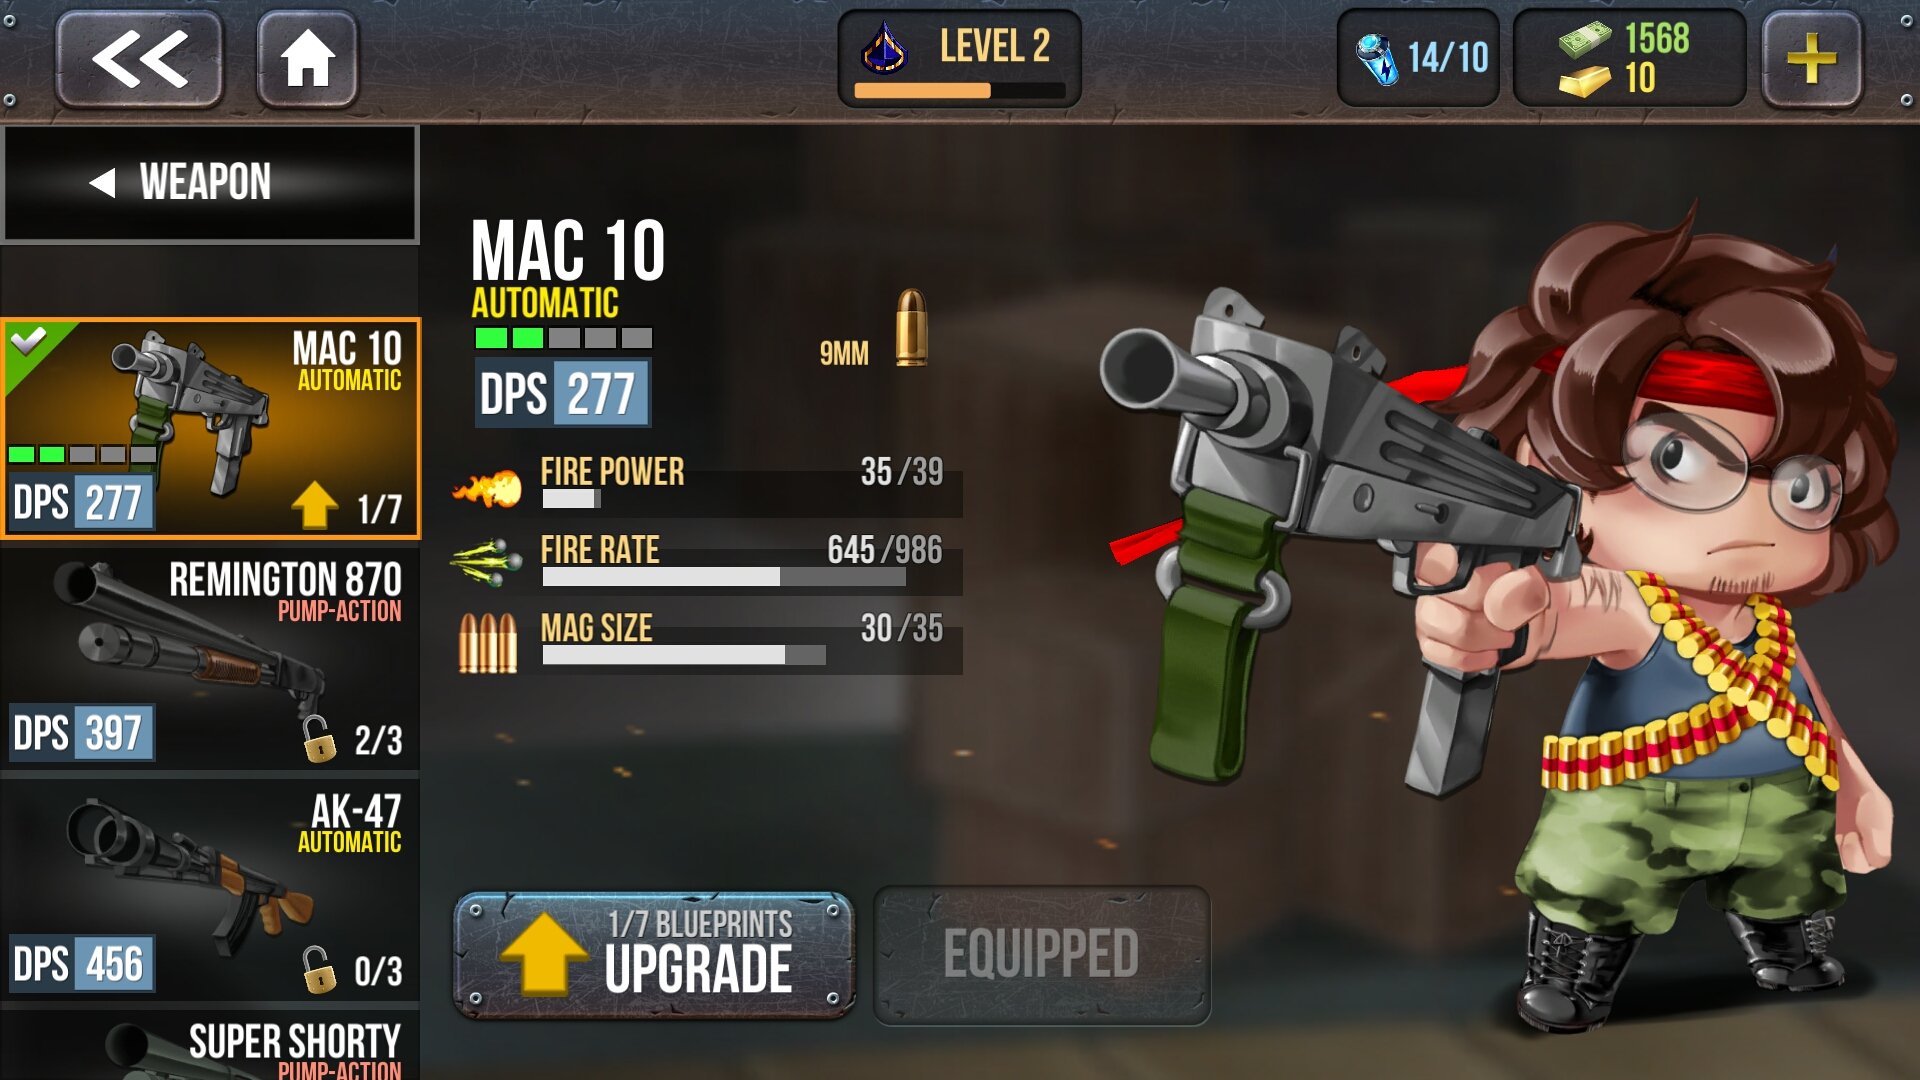 LEVEL 2
14/10
1568
10
WEAPON
MAC 10
AUTOMATIC
DPS 277
1/7
REMINGTON 870
PUMP-ACTION
DPS 397
2/3
AK-47
AUTOMATIC
DPS 456
0/3
SUPER SHORTY
PUMP-ACTION
MAC 10
AUTOMATIC
9MM
DPS 277
FIRE POWER 35/39
FIRE RATE 645/986
MAG SIZE 30/35
1/7 BLUEPRINTS
UPGRADE
EQUIPPED